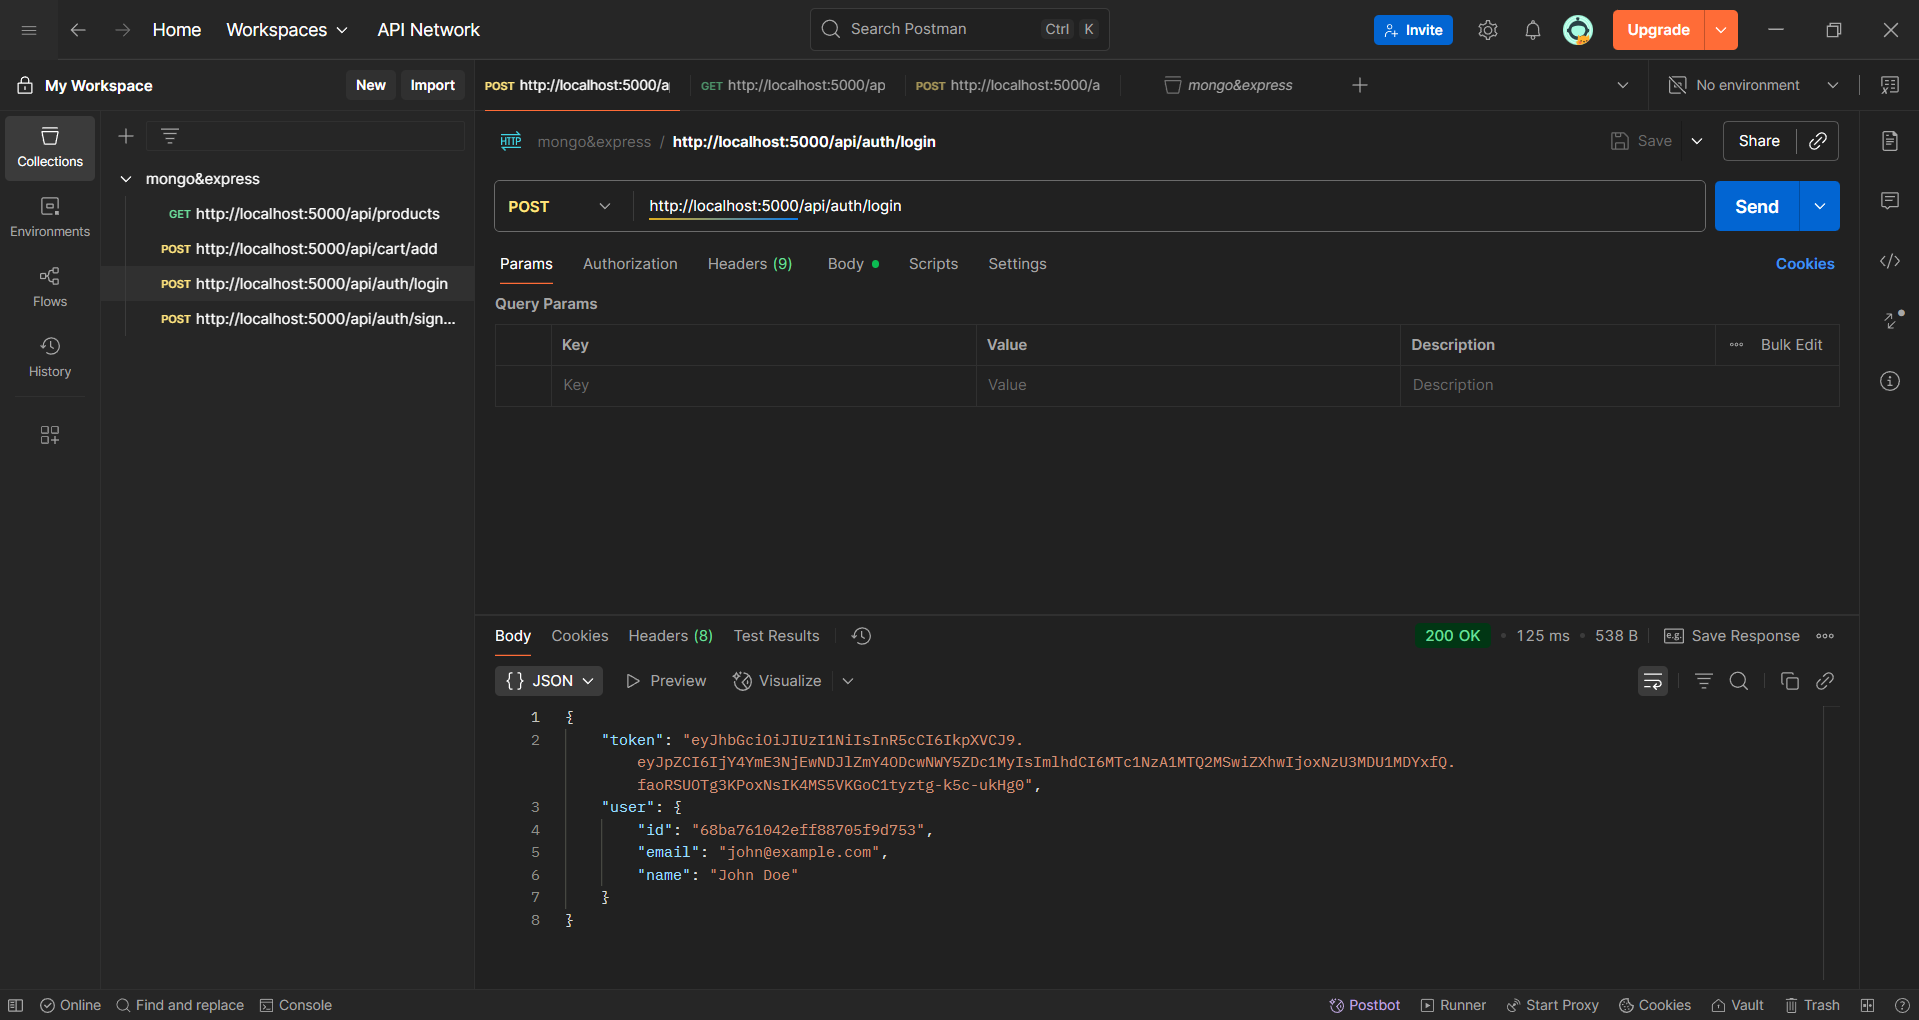 Home
Workspaces
API Network
Search Postman
Ctrl
K
Invite
Upgrade
My Workspace
New
Import
POST http://localhost:5000/a
GET http://localhost:5000/ap
POST http://localhost:5000/a
mongo&express
No environment
Collections
Environments
Flows
History
mongo&express
GET http://localhost:5000/api/products
POST http://localhost:5000/api/cart/add
POST http://localhost:5000/api/auth/login
POST http://localhost:5000/api/auth/sign...
HTTP
mongo&express / http://localhost:5000/api/auth/login
Save
Share
POST
http://localhost:5000/api/auth/login
Send
Params
Authorization
Headers (9)
Body
Scripts
Settings
Cookies
Query Params
Key
Value
Description
Bulk Edit
Key
Value
Description
Body
Cookies
Headers (8)
Test Results
200 OK
125 ms
538 B
e.g.
Save Response
{} JSON
Preview
Visualize
1 {
2 "token": "eyJhbGciOiJIUzI1NiIsInR5cCI6IkpXVCJ9.
eyJpZCI6IjY4YmE3NjEwNDJlZmY4ODcwNWY5ZDc1MyIsImlhdCI6MTc1NzA1MTQ2MSwiZXhwIjoxNzU3MDU1MDYxfQ.
faoRSUOTg3KPoxNsIK4MS5VKGoC1tyztg-k5c-ukHg0",
3 "user": {
4 "id": "68ba761042eff88705f9d753",
5 "email": "john@example.com",
6 "name": "John Doe"
7 }
8 }
Online
Find and replace
Console
Postbot
Runner
Start Proxy
Cookies
Vault
Trash